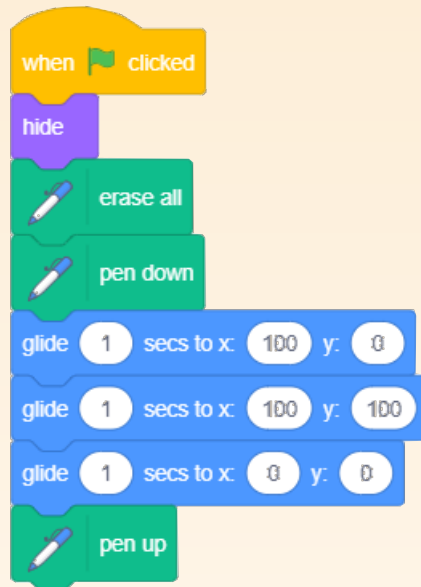 when clicked
hide
erase all
pen down
glide 1 secs to x: 100 y: 0
glide 1 secs to x: 100 y: 100
glide 1 secs to x: 0 y: 0
pen up